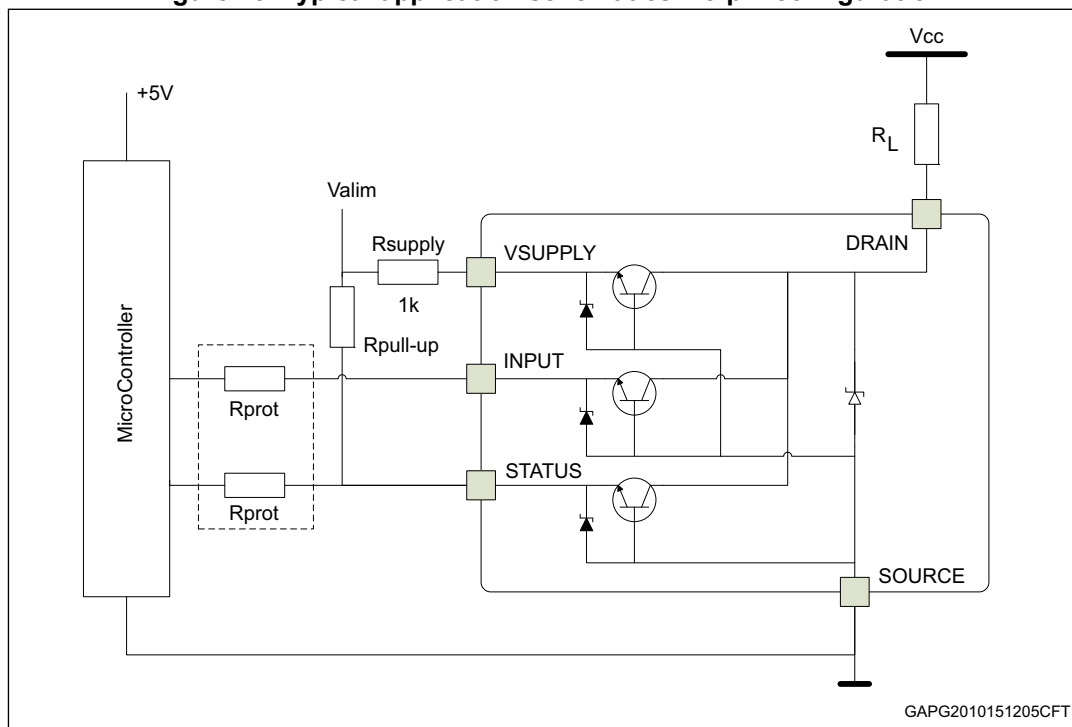 Vcc
+5V
RL
Valim
DRAIN
Rsupply
VSUPPLY
1k
Rpull-up
INPUT
MicroController
Rprot
STATUS
Rprot
SOURCE
GAPG2010151205CFT